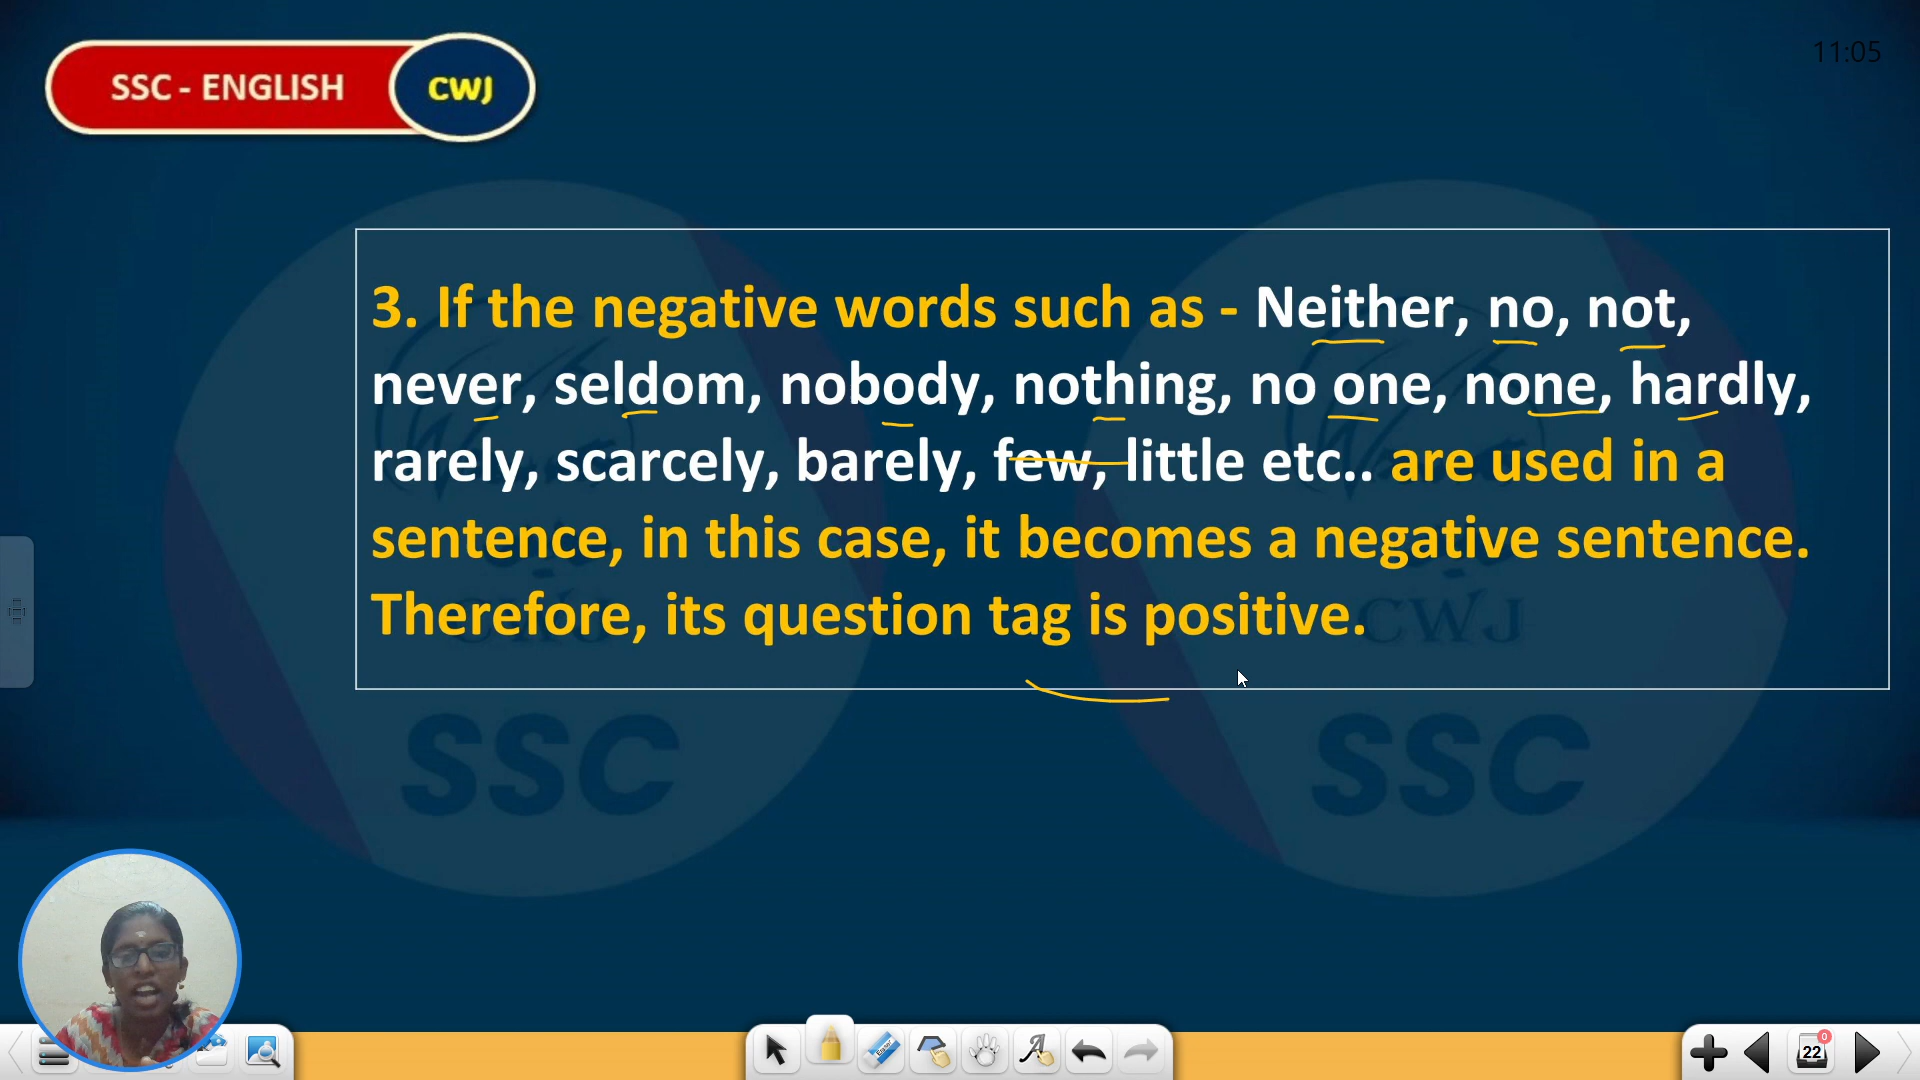 SSC - ENGLISH CWJ
11:05
3. If the negative words such as - Neither, no, not,
never, seldom, nobody, nothing, no one, none, hardly,
rarely, scarcely, barely, few, little etc.. are used in a
sentence, in this case, it becomes a negative sentence.
Therefore, its question tag is positive.
CWJ
SSC SSC
22
0